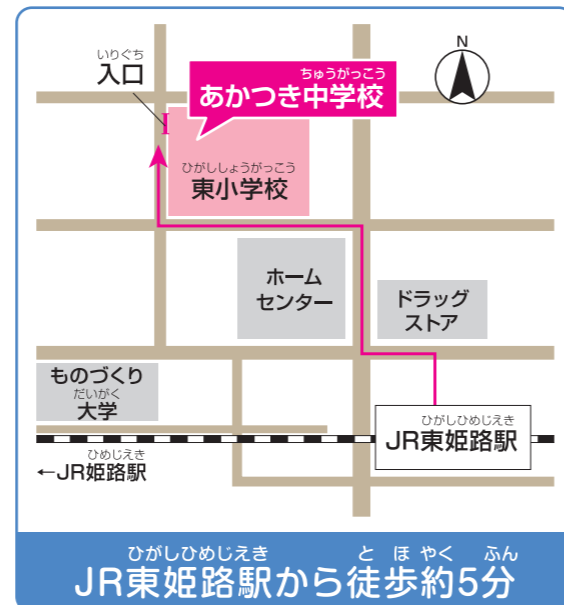 いりぐち
入口
N
ちゅうがっこう
あかつき中学校
ひがししょうがっこう
東小学校
ホーム
センター
ドラッグ
ストア
ものづくり
だいがく
大学
ひがしひめじえき
JR東姫路駅
ひめじえき
←JR姫路駅
ひがしひめじえき と ほ やく ふん
JR東姫路駅から徒歩約5分